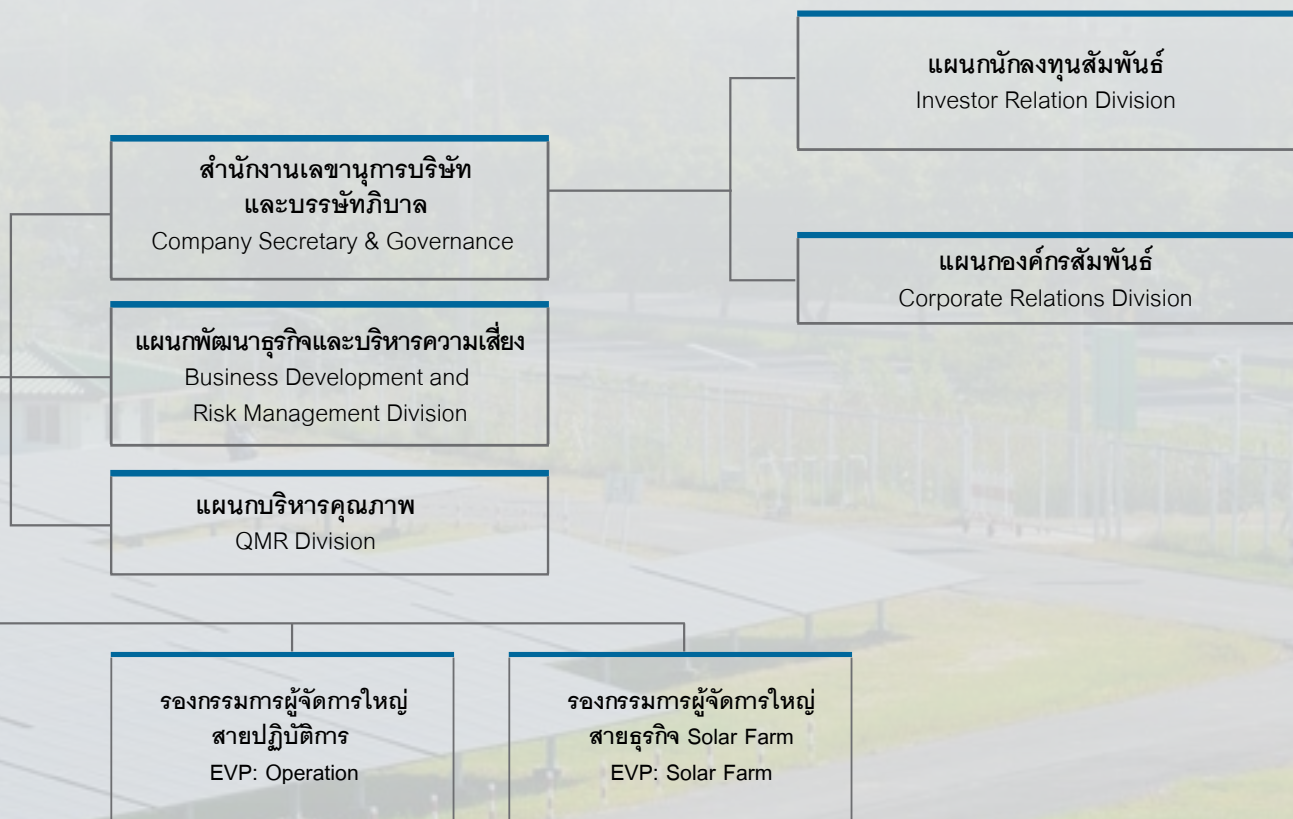 แผนกนักลงทุนสัมพันธ์
Investor Relation Division
สำนักงานเลขานุการบริษัท
และบรรษัทภิบาล
Company Secretary & Governance
แผนกองค์กรสัมพันธ์
Corporate Relations Division
แผนกพัฒนาธุรกิจและบริหารความเสี่ยง
Business Development and
Risk Management Division
แผนกบริหารคุณภาพ
QMR Division
รองกรรมการผู้จัดการใหญ่
สายปฏิบัติการ
EVP: Operation
รองกรรมการผู้จัดการใหญ่
สายธุรกิจ Solar Farm
EVP: Solar Farm